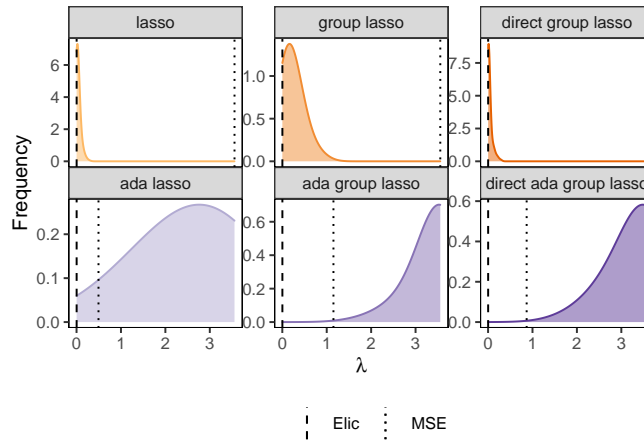 lasso
group lasso
direct group lasso
6
4
2
0
1.0
0.5
0.0
7.5
5.0
2.5
0.0
ada lasso
ada group lasso
direct ada group lasso
0.2
0.1
0.0
0.6
0.4
0.2
0.0
0.6
0.4
0.2
0.0
0 1 2 3
0 1 2 3
0 1 2 3
Frequency
λ
Elic MSE